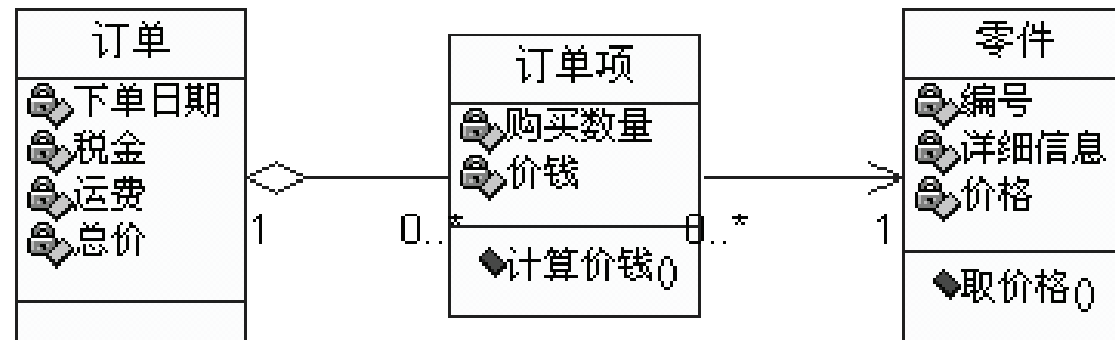 订单
下单日期
税金
运费
总价
1
0..*
订单项
购买数量
价钱
计算价钱()
0..*
1
零件
编号
详细信息
价格
取价格()